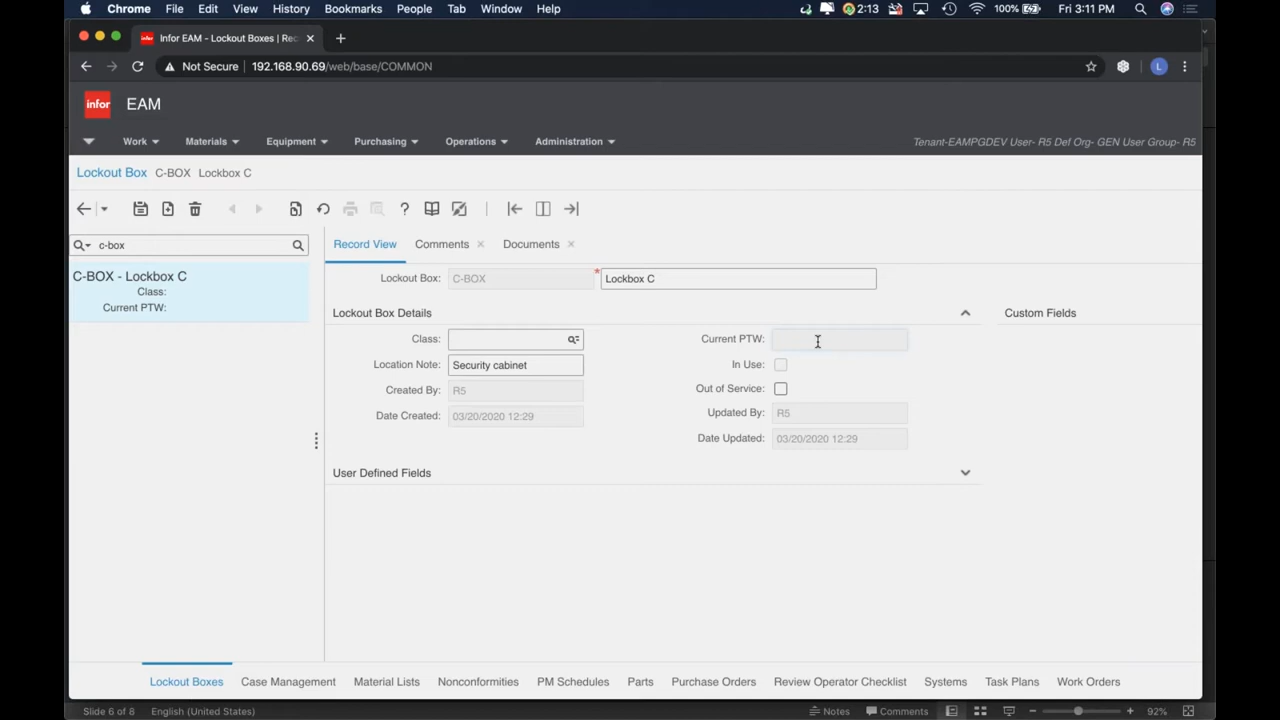 Chrome File Edit View History Bookmarks People Tab Window Help 2:13 100% Fri 3:11 PM
infor Infor EAM - Lockout Boxes | Rec
Not Secure 192.168.90.69/web/base/COMMON L
infor EAM
Work Materials Equipment Purchasing Operations Administration Tenant-EAMPGDEV User- R5 Def Org- GEN User Group- R5
Lockout Box C-BOX Lockbox C
c-box
C-BOX - Lockbox C
Class:
Current PTW:
Record View Comments Documents
Lockout Box: C-BOX * Lockbox C
Lockout Box Details
Custom Fields
Class:
Current PTW:
Location Note: Security cabinet
In Use:
Created By: R5
Out of Service:
Date Created: 03/20/2020 12:29
Updated By: R5
Date Updated: 03/20/2020 12:29
User Defined Fields
Lockout Boxes Case Management Material Lists Nonconformities PM Schedules Parts Purchase Orders Review Operator Checklist Systems Task Plans Work Orders
Slide 6 of 8 English (United States) Notes Comments 92%